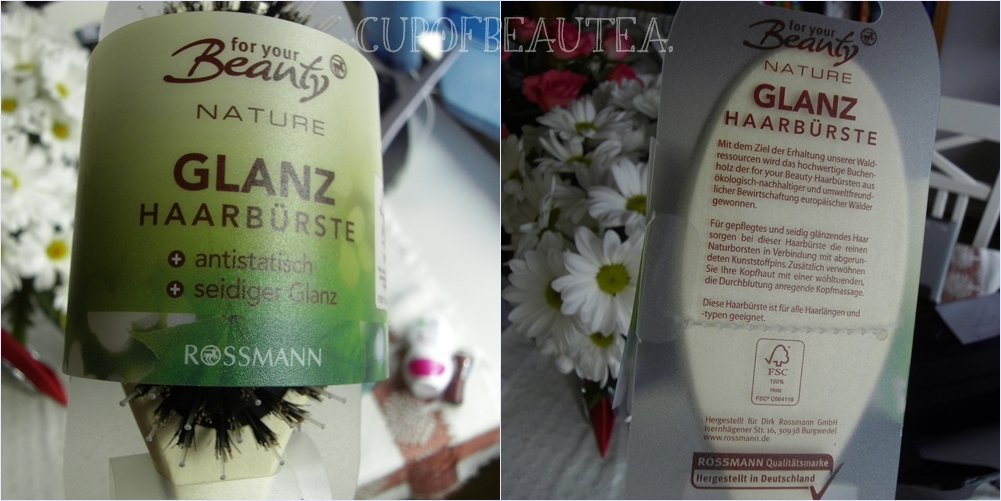 CUPOFBEAUTEA.
for your
Beauty
NATURE
GLANZ
HAARBÜRSTE
antistatisch
seidiger Glanz
ROSSMANN
for your
Beauty
NATURE
GLANZ
HAARBÜRSTE
Mit dem Ziel der Erhaltung unserer Wald-
ressourcen wird das hochwertige Buchen-
holz der for your Beauty Haarbürsten aus
ökologisch-nachhaltiger und umweltfreund-
licher Bewirtschaftung europäischer Wälder
gewonnen.
Für gepflegtes und seidig glänzendes Haar
sorgen bei dieser Haarbürste die reinen
Naturborsten in Verbindung mit abgerun-
deten Kunststoffpins. Zusätzlich verwöhnen
Sie Ihre Kopfhaut mit einer wohltuenden,
die Durchblutung anregende Kopfmassage.
Diese Haarbürste ist für alle Haarlängen und
-typen geeignet.
FSC
100%
Holz
FSC® C004119
Hergestellt für Dirk Rossmann GmbH
Isernhägener Str. 16, 30938 Burgwedel
www.rossmann.de
ROSSMANN Qualitätsmarke
Hergestellt in Deutschland